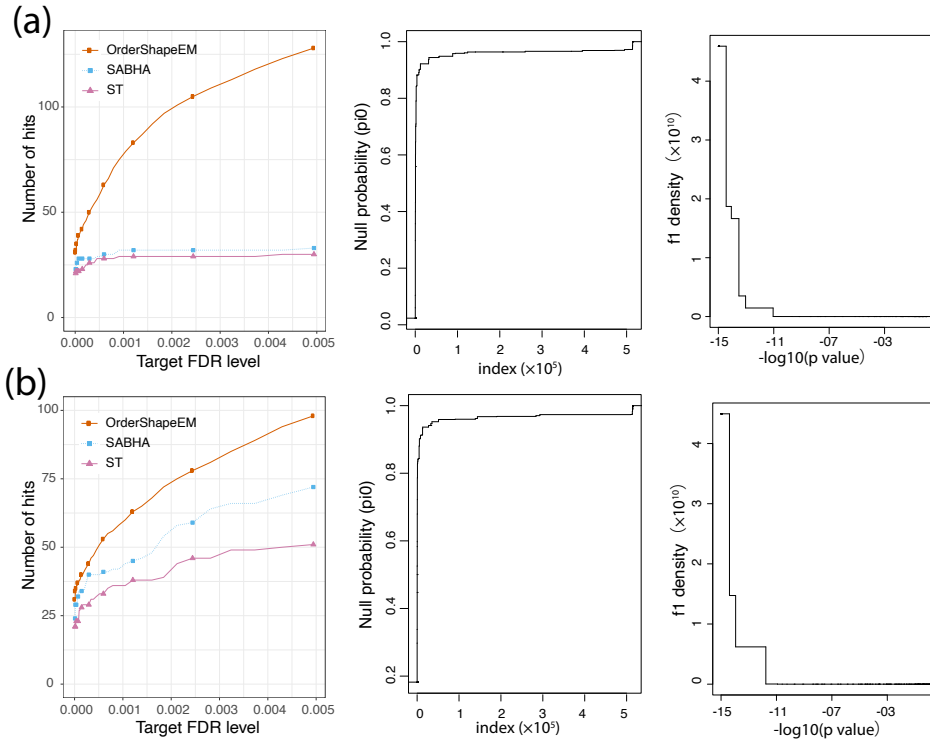 (a)
Number of hits
100
50
0
OrderShapeEM
SABHA
ST
0.000 0.001 0.002 0.003 0.004 0.005
Target FDR level
Null probability (pi0)
1.0
0.8
0.6
0.4
0.2
0.0
0 1 2 3 4 5
index (×10⁵)
f1 density (×10¹⁰)
4
3
2
1
0
-15 -11 -07 -03
-log10(p value)
(b)
Number of hits
100
75
50
25
0
OrderShapeEM
SABHA
ST
0.000 0.001 0.002 0.003 0.004 0.005
Target FDR level
Null probability (pi0)
1.0
0.8
0.6
0.4
0.2
0 1 2 3 4 5
index (×10⁵)
f1 density (×10¹⁰)
4
3
2
1
0
-15 -11 -07 -03
-log10(p value)